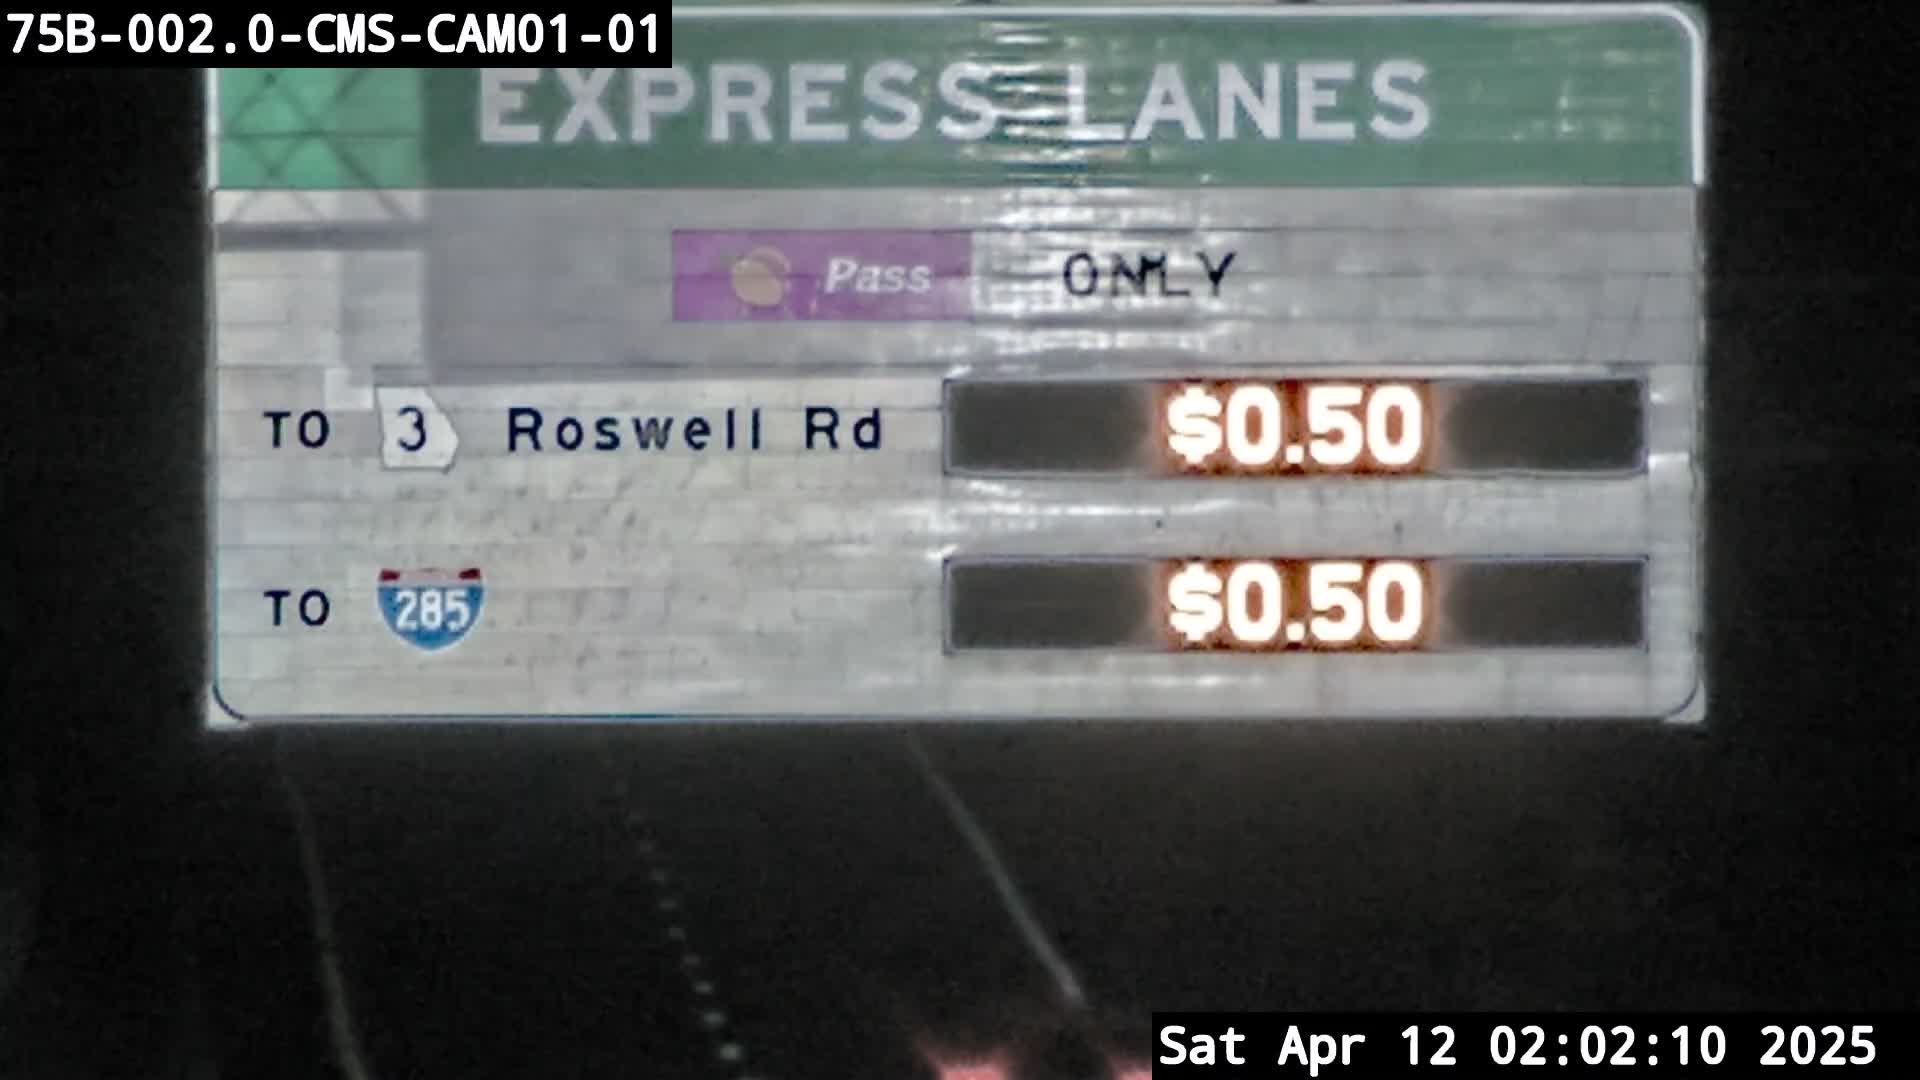 75B-002.0-CMS-CAM01-01
EXPRESS LANES
Pass ONLY
TO 3 Roswell Rd $0.50
TO 285 $0.50
Sat Apr 12 02:02:10 2025